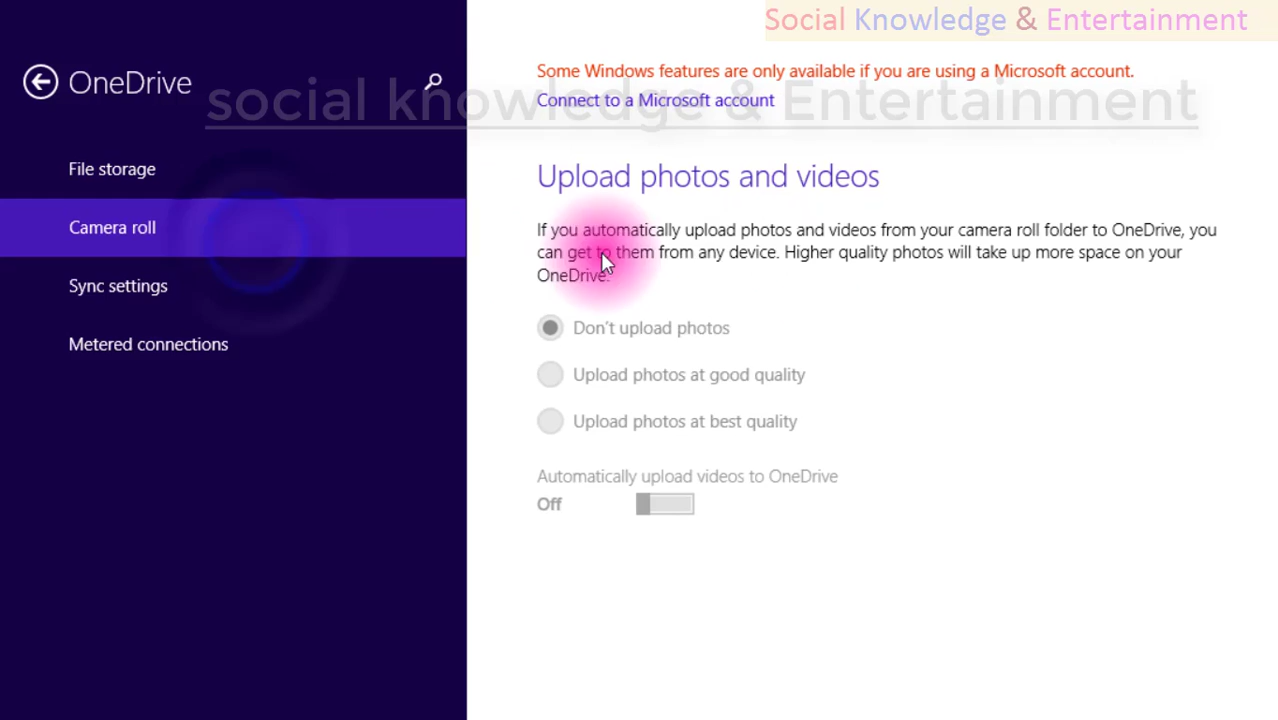 Social Knowledge & Entertainment
OneDrive
social knowledge & Entertainment
Some Windows features are only available if you are using a Microsoft account.
Connect to a Microsoft account
File storage
Camera roll
Sync settings
Metered connections
Upload photos and videos
If you automatically upload photos and videos from your camera roll folder to OneDrive, you
can get to them from any device. Higher quality photos will take up more space on your
OneDrive.
Don't upload photos
Upload photos at good quality
Upload photos at best quality
Automatically upload videos to OneDrive
Off